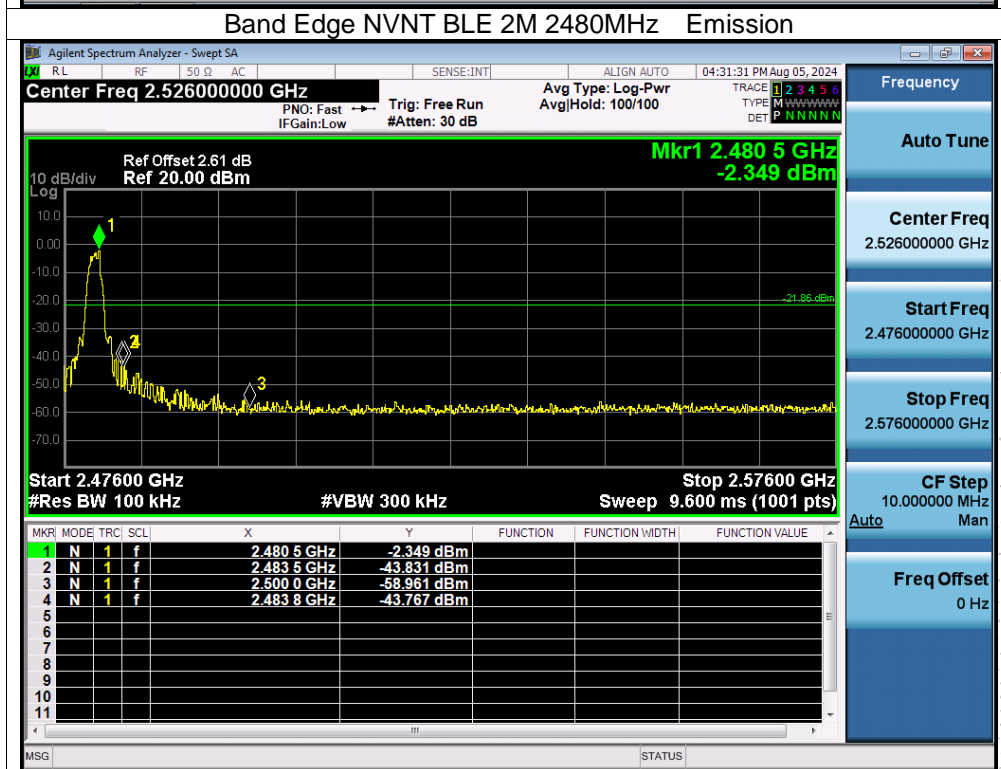 Band Edge NVNT BLE 2M 2480MHz Emission
Agilent Spectrum Analyzer - Swept SA
LXI RL RF 50 Ω AC SENSE:INT ALIGN AUTO 04:31:31 PM Aug 05, 2024
Center Freq 2.526000000 GHz
PNO: Fast
IFGain:Low
Trig: Free Run
#Atten: 30 dB
Avg Type: Log-Pwr
Avg|Hold: 100/100
TRACE 1 2 3 4 5 6
TYPE M WWWWW
DET P N N N N N
Frequency
Auto Tune
Center Freq
2.526000000 GHz
Start Freq
2.476000000 GHz
Stop Freq
2.576000000 GHz
CF Step
10.000000 MHz
Auto Man
Freq Offset
0 Hz
Mkr1 2.480 5 GHz
-2.349 dBm
Ref Offset 2.61 dB
10 dB/div Ref 20.00 dBm
Log
10.0
0.00
-10.0
-20.0
-30.0
-40.0
-50.0
-60.0
-70.0
1
-21.86 dBm
2 4
3
Start 2.47600 GHz Stop 2.57600 GHz
#Res BW 100 kHz #VBW 300 kHz Sweep 9.600 ms (1001 pts)
MKR MODE TRC SCL X Y FUNCTION FUNCTION WIDTH FUNCTION VALUE
1 N 1 f 2.480 5 GHz -2.349 dBm
2 N 1 f 2.483 5 GHz -43.831 dBm
3 N 1 f 2.500 0 GHz -58.961 dBm
4 N 1 f 2.483 8 GHz -43.767 dBm
5
6
7
8
9
10
11
MSG STATUS